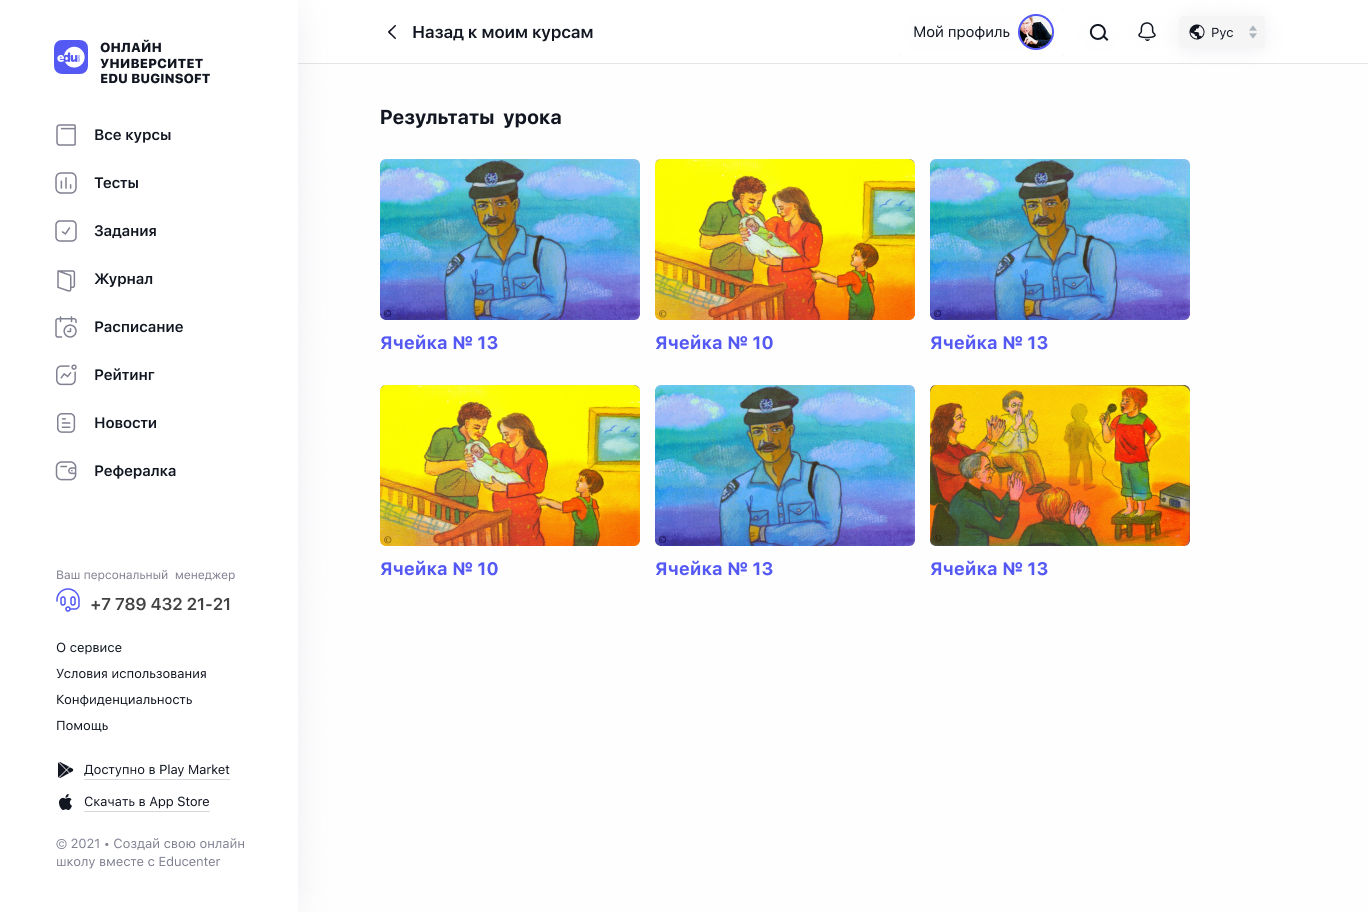 edu
ОНЛАЙН
УНИВЕРСИТЕТ
EDU BUGINSOFT
Все курсы
Тесты
Задания
Журнал
Расписание
Рейтинг
Новости
Рефералка
Ваш персональный менеджер
+7 789 432 21-21
О сервисе
Условия использования
Конфиденциальность
Помощь
Доступно в Play Market
Скачать в App Store
© 2021 • Создай свою онлайн
школу вместе с Educenter
Назад к моим курсам
Мой профиль
Рус
Результаты урока
©
©
©
Ячейка № 13
Ячейка № 10
Ячейка № 13
©
©
©
Ячейка № 10
Ячейка № 13
Ячейка № 13